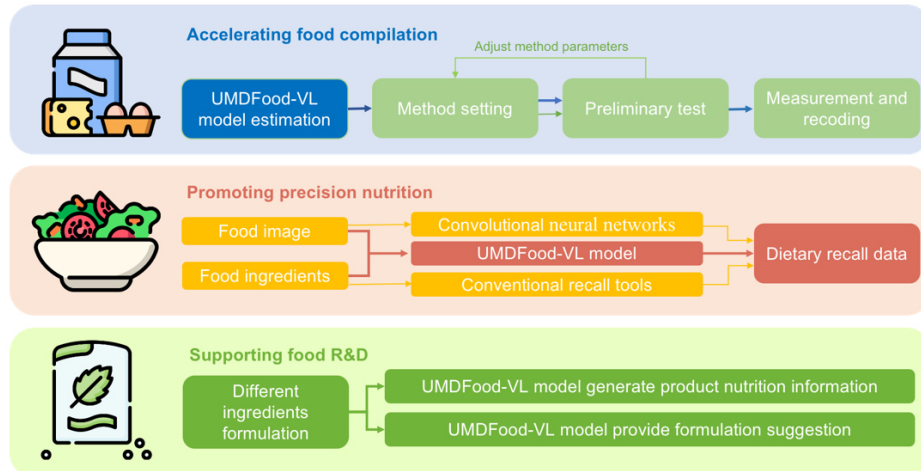 Accelerating food compilation
Adjust method parameters
UMDFood-VL
model estimation
Method setting
Preliminary test
Measurement and
recoding
Promoting precision nutrition
Food image
Convolutional neural networks
UMDFood-VL model
Dietary recall data
Food ingredients
Conventional recall tools
Supporting food R&D
Different
ingredients
formulation
UMDFood-VL model generate product nutrition information
UMDFood-VL model provide formulation suggestion